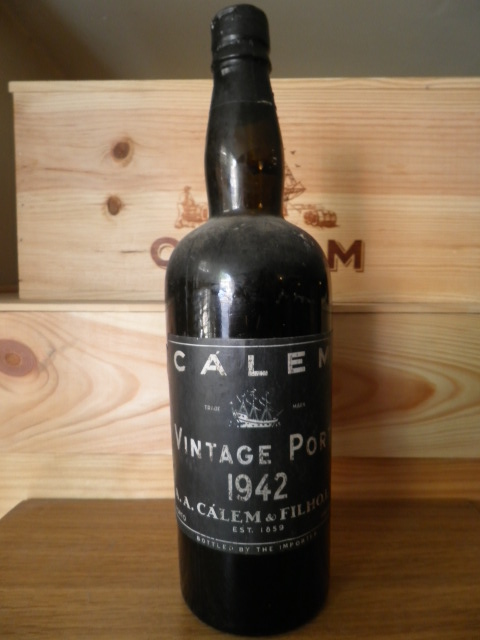 C M
CÁLEM
TRADE MARK
VINTAGE POR
1942
A. A. CÁLEM & FILHO
EST. 1859
BOTTLED BY THE IMPORTER